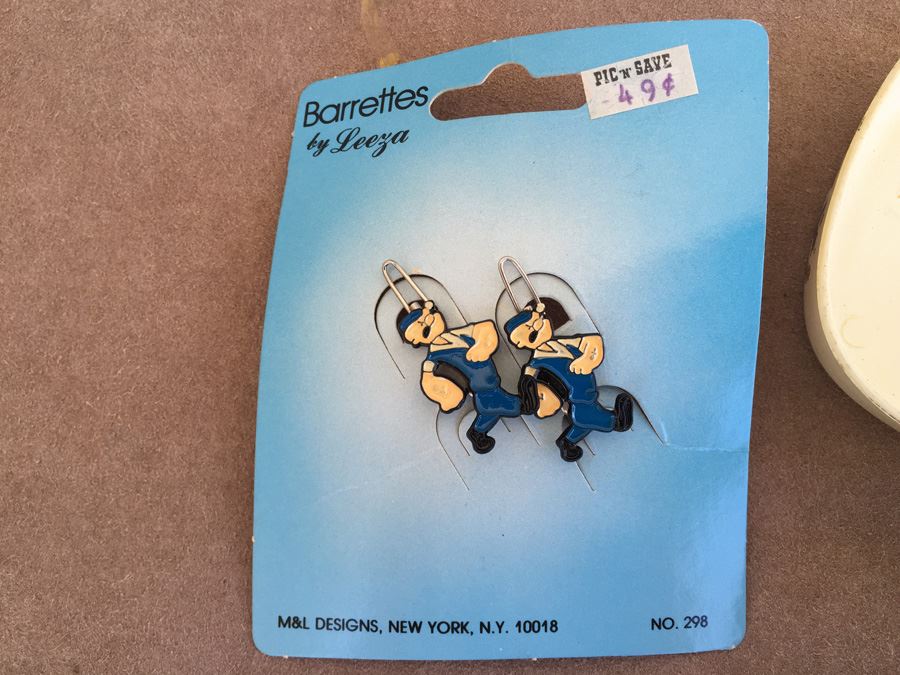 Barrettes
by Leeza
PIC 'N' SAVE
49¢
M&L DESIGNS, NEW YORK, N.Y. 10018
NO. 298